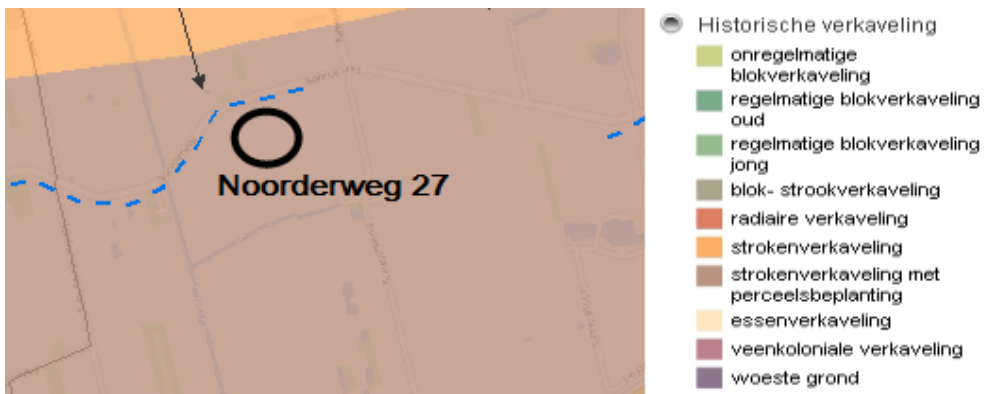 Noorderweg 27
Historische verkaveling
onregelmatige
blokverkaveling
regelmatige blokverkaveling
oud
regelmatige blokverkaveling
jong
blok- strookverkaveling
radiaire verkaveling
strokenverkaveling
strokenverkaveling met
perceelsbeplanting
essenverkaveling
veenkoloniale verkaveling
woeste grond